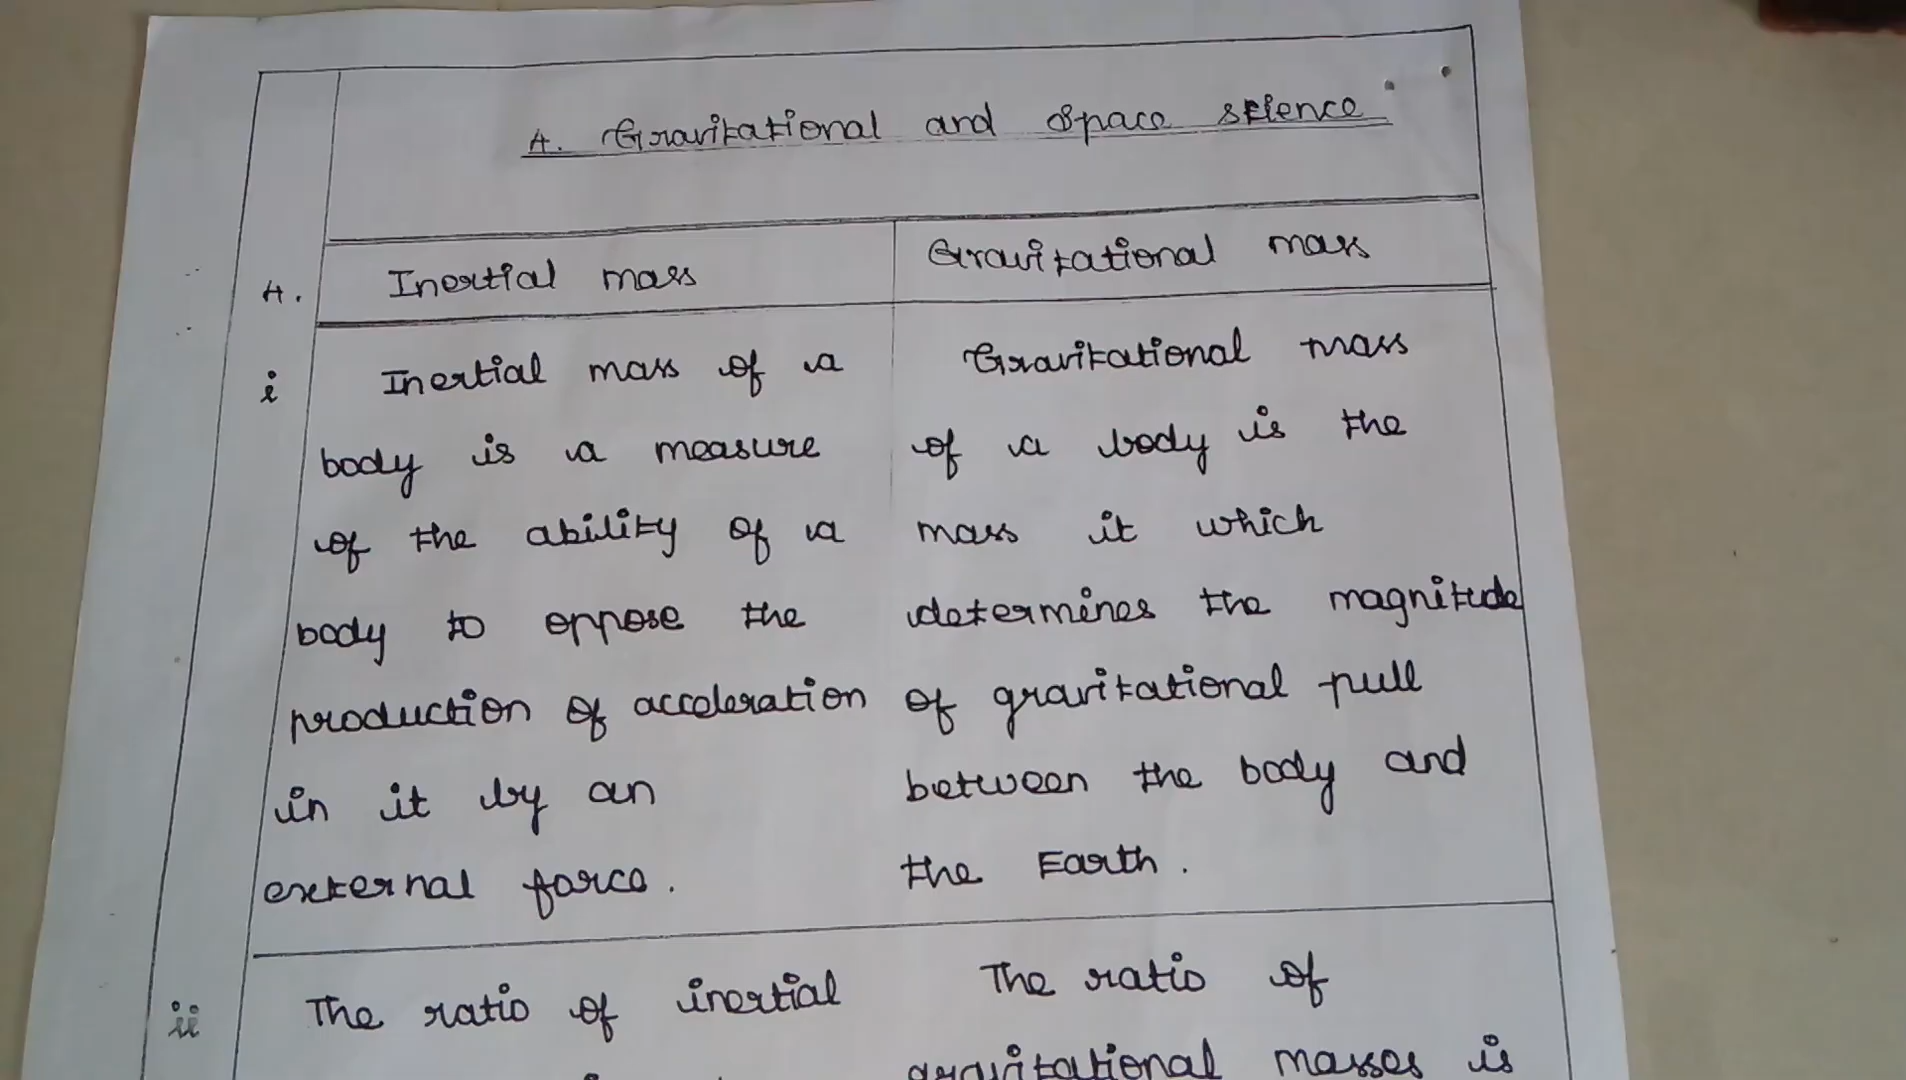 4. Gravitational and Space science
4.
Inertial mass
Gravitational mass
i
Inertial mass of a
body is a measure
of the ability of a
body to oppose the
production of acceleration
in it by an
external force.
Gravitational mass
of a body is the
mass it which
determines the magnitude
of gravitational pull
between the body and
the Earth.
ii
The ratio of inertial
The ratio of
gravitational masses is